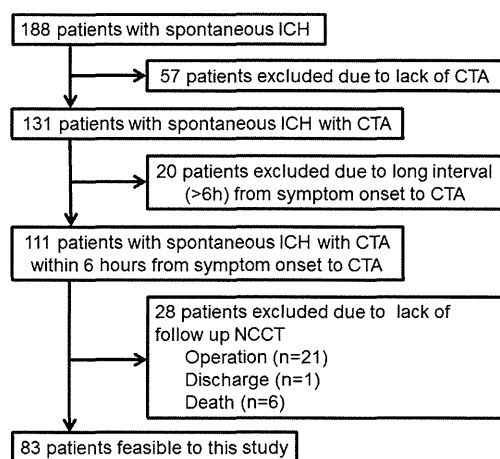 188 patients with spontaneous ICH
57 patients excluded due to lack of CTA
131 patients with spontaneous ICH with CTA
20 patients excluded due to long interval
(>6h) from symptom onset to CTA
111 patients with spontaneous ICH with CTA
within 6 hours from symptom onset to CTA
28 patients excluded due to lack of
follow up NCCT
Operation (n=21)
Discharge (n=1)
Death (n=6)
83 patients feasible to this study